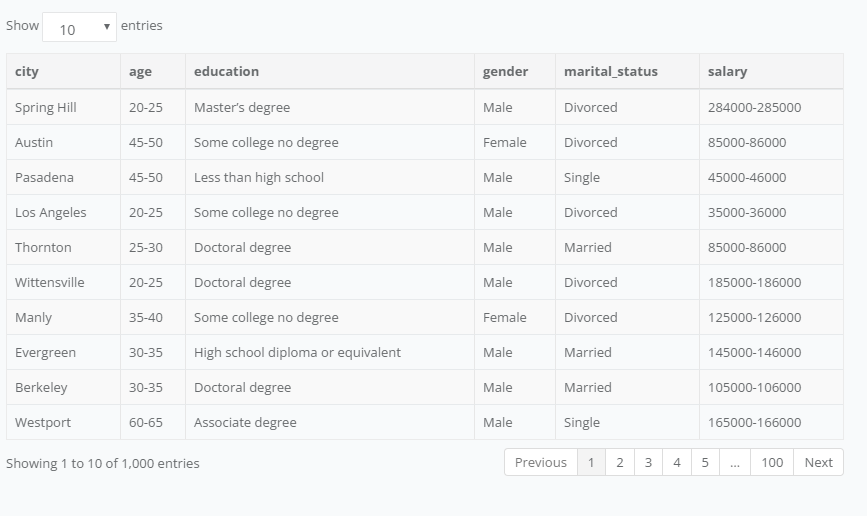 Show 10 entries
city age education gender marital_status salary
Spring Hill 20-25 Master’s degree Male Divorced 284000-285000
Austin 45-50 Some college no degree Female Divorced 85000-86000
Pasadena 45-50 Less than high school Male Single 45000-46000
Los Angeles 20-25 Some college no degree Male Divorced 35000-36000
Thornton 25-30 Doctoral degree Male Married 85000-86000
Wittensville 20-25 Doctoral degree Male Divorced 185000-186000
Manly 35-40 Some college no degree Female Divorced 125000-126000
Evergreen 30-35 High school diploma or equivalent Male Married 145000-146000
Berkeley 30-35 Doctoral degree Male Married 105000-106000
Westport 60-65 Associate degree Male Single 165000-166000
Showing 1 to 10 of 1,000 entries Previous 1 2 3 4 5 ... 100 Next